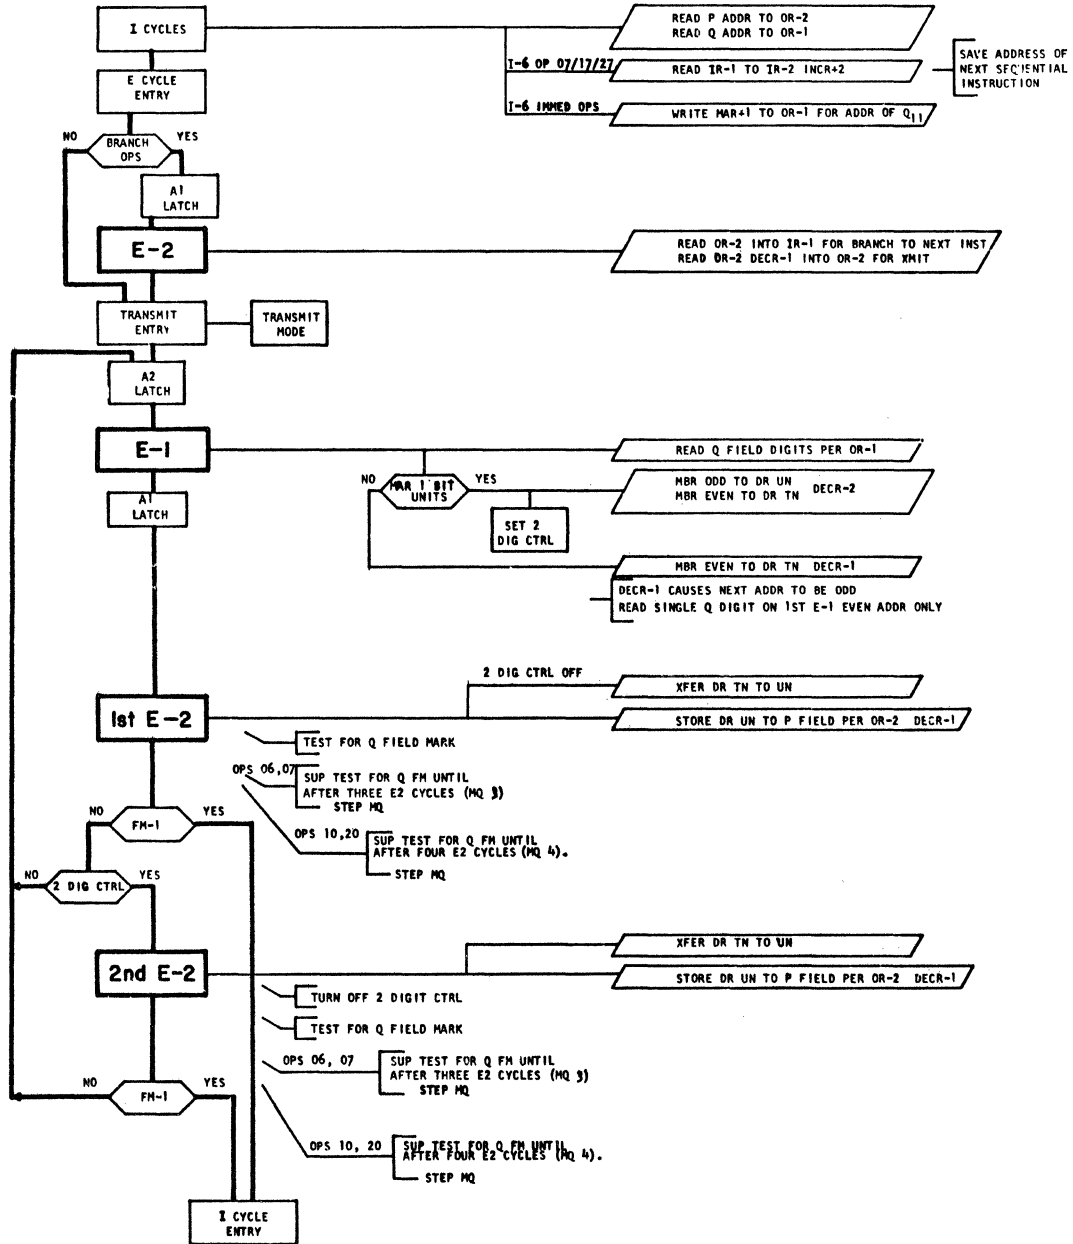 I CYCLES
READ P ADDR TO OR-2
READ Q ADDR TO OR-1
I-6 OP 07/17/27
READ IR-1 TO IR-2 INCR+2
SAVE ADDRESS OF
NEXT SEQUENTIAL
INSTRUCTION
E CYCLE
ENTRY
I-6 IMMED OPS
WRITE MAR+1 TO OR-1 FOR ADDR OF Q11
NO
BRANCH
OPS
YES
A1
LATCH
E-2
READ OR-2 INTO IR-1 FOR BRANCH TO NEXT INST
READ OR-2 DECR-1 INTO OR-2 FOR XMIT
TRANSMIT
ENTRY
TRANSMIT
MODE
A2
LATCH
E-1
READ Q FIELD DIGITS PER OR-1
NO
MAR 1 BIT
UNITS
YES
MBR ODD TO DR UN
MBR EVEN TO DR TN DECR-2
A1
LATCH
SET 2
DIG CTRL
MBR EVEN TO DR TN DECR-1
DECR-1 CAUSES NEXT ADDR TO BE ODD
READ SINGLE Q DIGIT ON 1ST E-1 EVEN ADDR ONLY
2 DIG CTRL OFF
XFER DR TN TO UN
1st E-2
STORE DR UN TO P FIELD PER OR-2 DECR-1
TEST FOR Q FIELD MARK
OPS 06,07
SUP TEST FOR Q FM UNTIL
AFTER THREE E2 CYCLES (MQ 3)
STEP MQ
NO
FM-1
YES
OPS 10,20
SUP TEST FOR Q FM UNTIL
AFTER FOUR E2 CYCLES (MQ 4).
STEP MQ
NO
2 DIG CTRL
YES
XFER DR TN TO UN
2nd E-2
STORE DR UN TO P FIELD PER OR-2 DECR-1
TURN OFF 2 DIGIT CTRL
TEST FOR Q FIELD MARK
OPS 06, 07
SUP TEST FOR Q FM UNTIL
AFTER THREE E2 CYCLES (MQ 3)
STEP MQ
NO
FM-1
YES
OPS 10, 20
SUP TEST FOR Q FM UNTIL
AFTER FOUR E2 CYCLES (MQ 4).
STEP MQ
I CYCLE
ENTRY